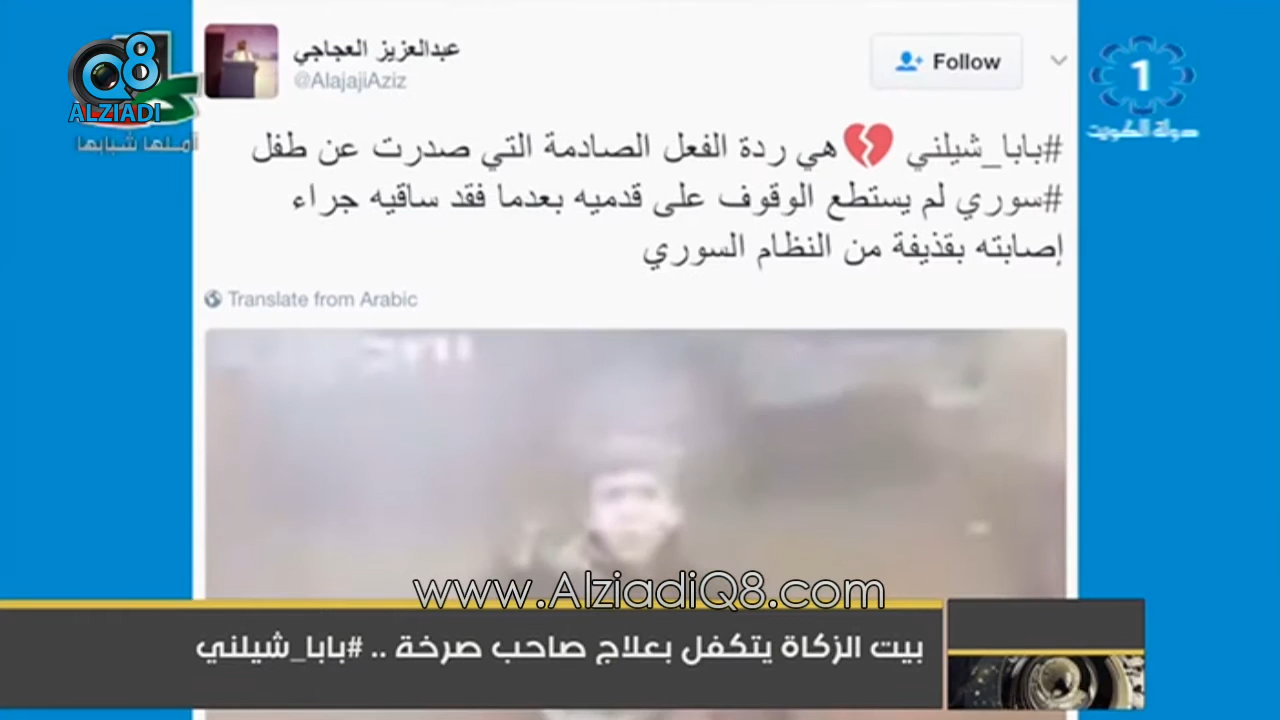 عبدالعزيز العجاجي
@AlajajiAziz
Follow
Q8
ALZIADI
أملها شبابها
1
دولة الكويت
#بابا_شيلني 💔هي ردة الفعل الصادمة التي صدرت عن طفل
#سوري لم يستطع الوقوف على قدميه بعدما فقد ساقيه جراء
إصابته بقذيفة من النظام السوري
Translate from Arabic
www.AlziadiQ8.com
بيت الزكاة يتكفل بعلاج صاحب صرخة .. #بابا_شيلني